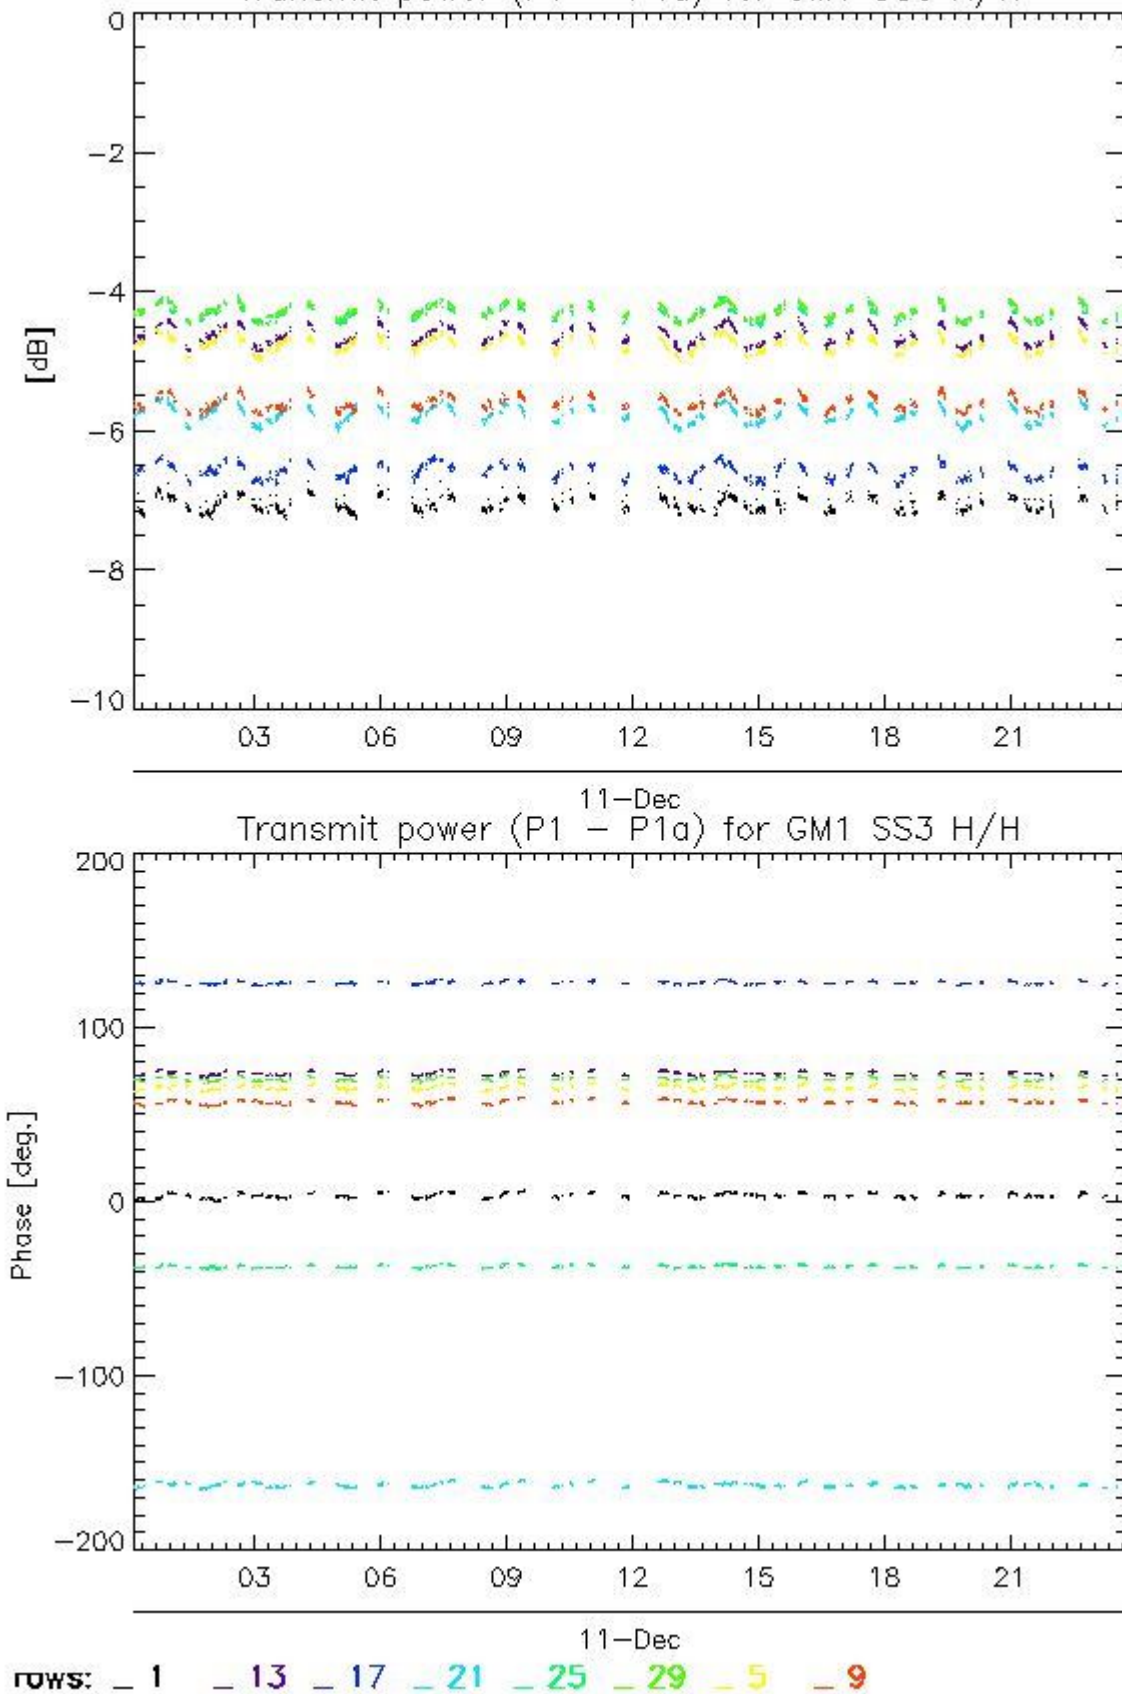 0
-2
-4
-6
-8
-10
[dB]
03 06 09 12 15 18 21
11-Dec
Transmit power (P1 - P1a) for GM1 SS3 H/H
200
100
0
-100
-200
Phase [deg.]
03 06 09 12 15 18 21
11-Dec
rows: _ 1 _ 13 _ 17 _ 21 _ 25 _ 29 _ 5 _ 9